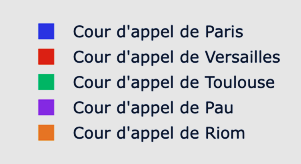 Cour d'appel de Paris
Cour d'appel de Versailles
Cour d'appel de Toulouse
Cour d'appel de Pau
Cour d'appel de Riom